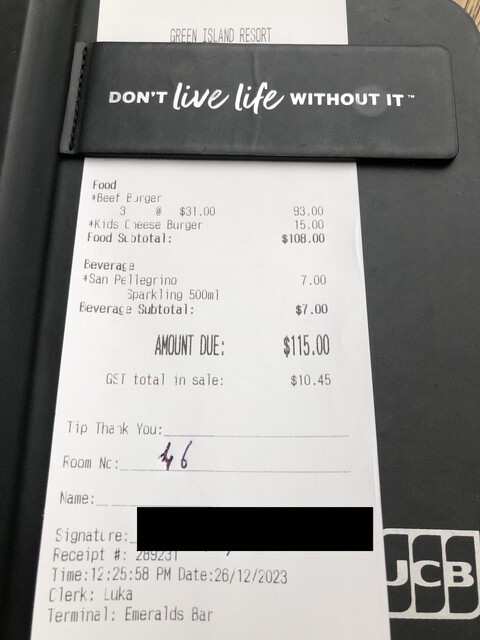 GREEN ISLAND RESORT
DON'T live life WITHOUT IT™
Food
*Beef Burger
3 @ $31.00 93.00
*Kids Cheese Burger 15.00
Food Subtotal: $108.00
Beverage
*San Pellegrino 7.00
Sparkling 500ml
Beverage Subtotal: $7.00
AMOUNT DUE: $115.00
GST total in sale: $10.45
Tip Thank You:
Room No: 46
Name:
Signature:
Receipt #: 289231
Time:12:25:58 PM Date:26/12/2023
Clerk: Luka
Terminal: Emeralds Bar
JCB